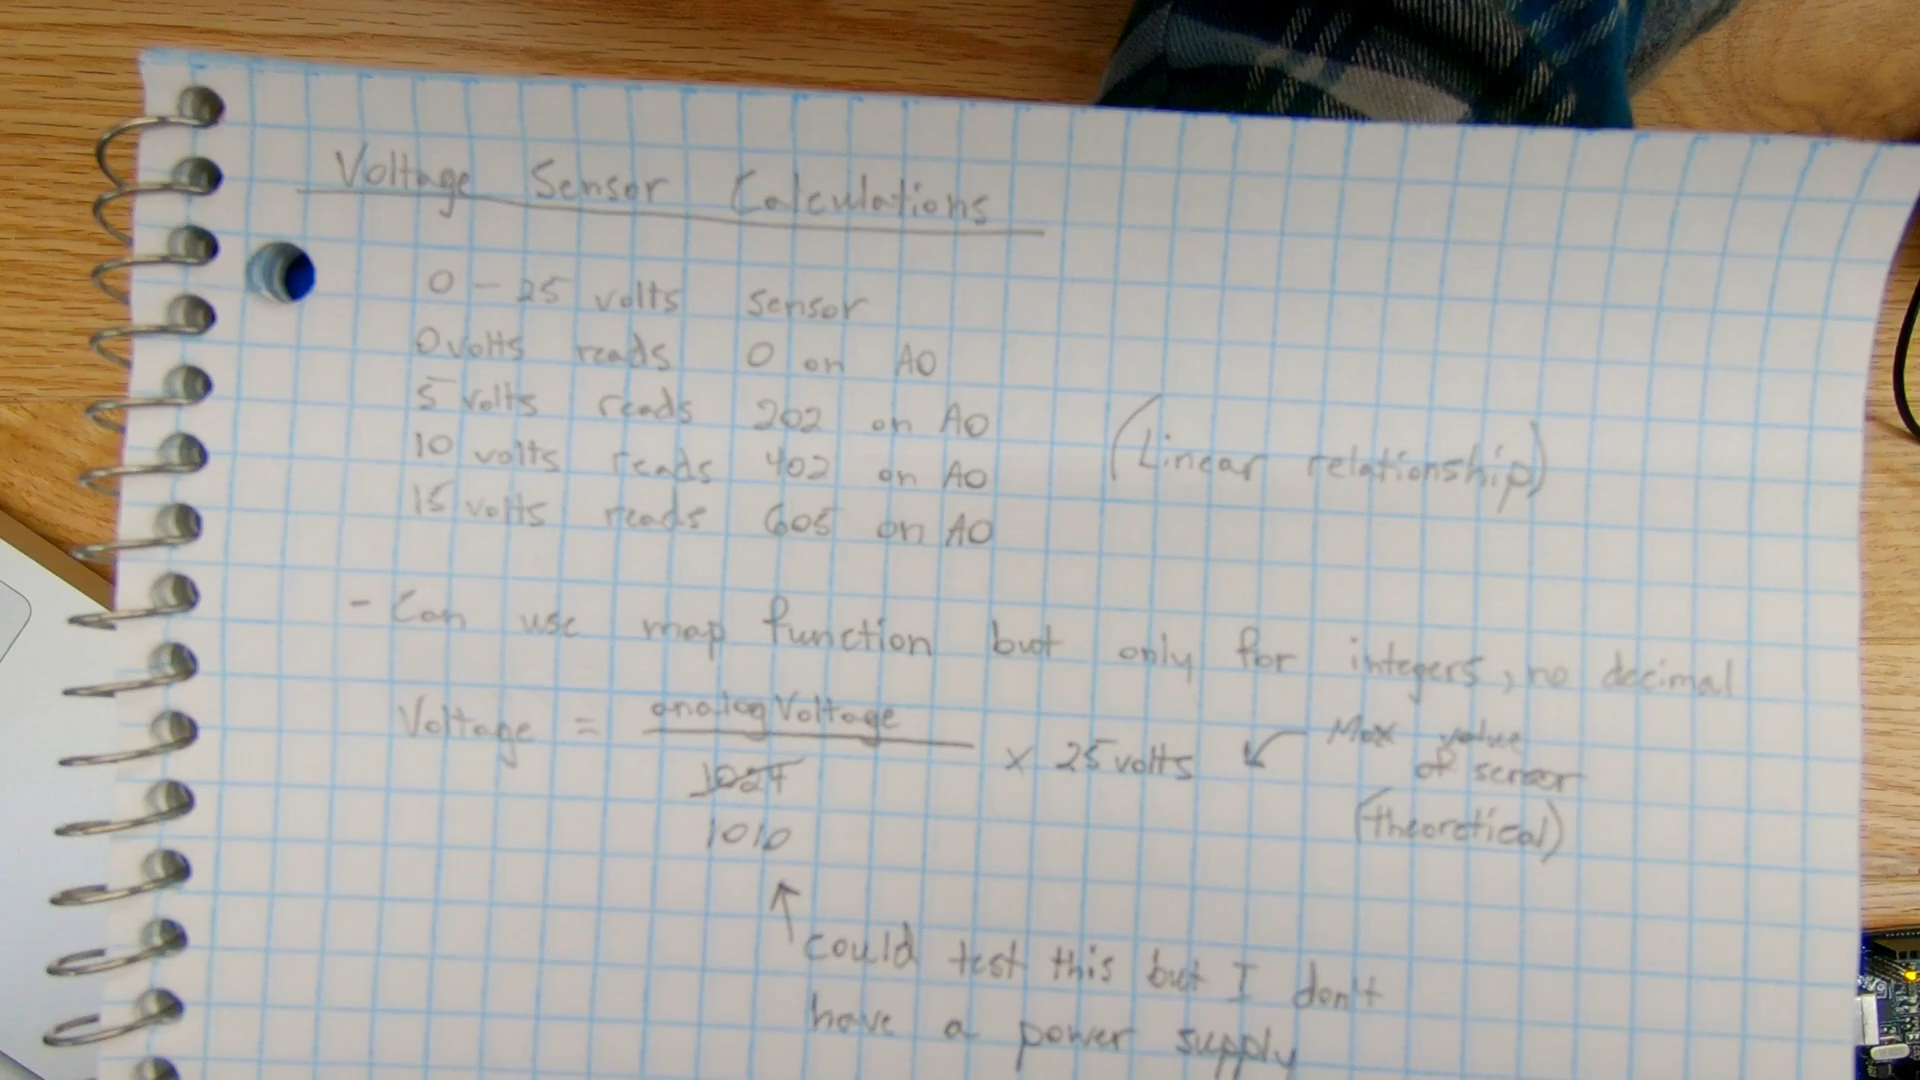 Voltage Sensor Calculations
0 - 25 volts sensor
0 volts reads 0 on A0
5 volts reads 202 on A0
10 volts reads 402 on A0
15 volts reads 605 on A0
(Linear relationship)
- Can use map function but only for integers, no decimal
Voltage = analogVoltage / 1024 × 25 volts ↙ Max value
of sensor
(theoretical)
1010
↑ could test this but I don't
have a power supply